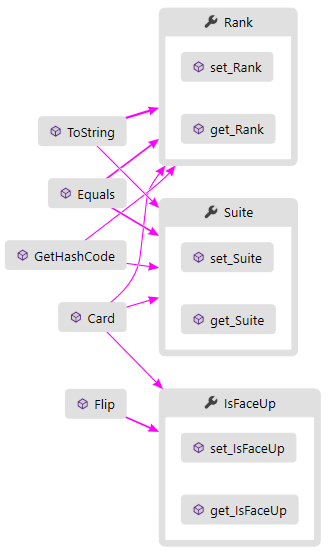 Rank
set_Rank
get_Rank
ToString
Equals
GetHashCode
Card
Flip
Suite
set_Suite
get_Suite
IsFaceUp
set_IsFaceUp
get_IsFaceUp